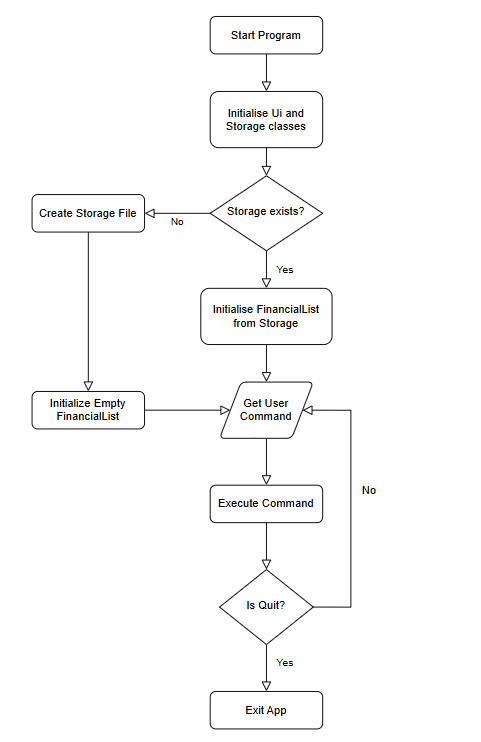 Start Program
Initialise Ui and
Storage classes
Storage exists?
No
Create Storage File
Yes
Initialise FinancialList
from Storage
Initialize Empty
FinancialList
Get User
Command
Execute Command
No
Is Quit?
Yes
Exit App